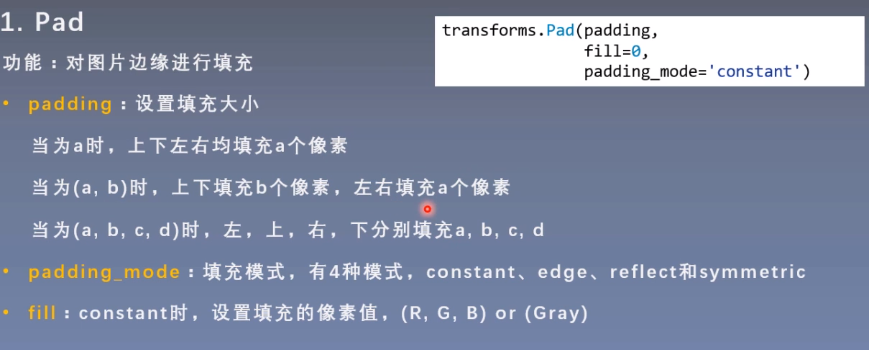 1. Pad
transforms.Pad(padding,
fill=0,
padding_mode='constant')
功能：对图片边缘进行填充
• padding：设置填充大小
当为a时，上下左右均填充a个像素
当为(a, b)时，上下填充b个像素，左右填充a个像素
当为(a, b, c, d)时，左，上，右，下分别填充a, b, c, d
• padding_mode：填充模式，有4种模式，constant、edge、reflect和symmetric
• fill：constant时，设置填充的像素值，(R, G, B) or (Gray)